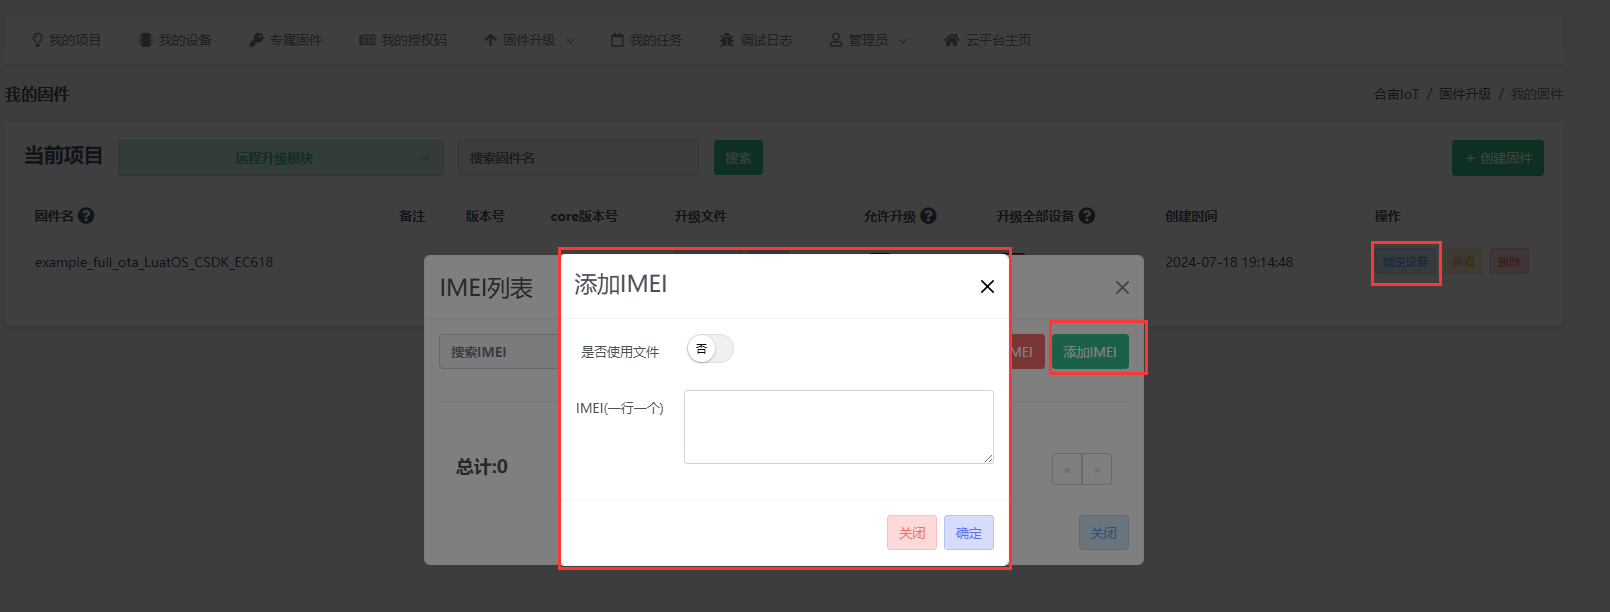 我的项目 我的设备 专属固件 我的授权码 固件升级 我的任务 调试日志 管理员 云平台主页
我的固件 合宙IoT / 固件升级 / 我的固件
当前项目 远程升级模块 搜索固件名 搜索 + 创建固件
固件名 ? 备注 版本号 core版本号 升级文件 允许升级 ? 升级全部设备 ? 创建时间 操作
example_full_ota_LuatOS_CSDK_EC618 2024-07-18 19:14:48 指定设备 编辑 删除
IMEI列表 ×
搜索IMEI MEI 添加IMEI
总计:0 « »
关闭
添加IMEI ×
是否使用文件 否
IMEI(一行一个)
关闭 确定